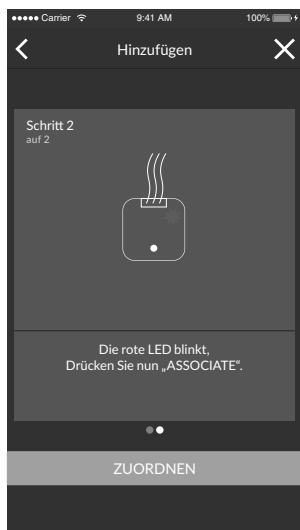 Carrier 9:41 AM 100%
Hinzufügen
Schritt 2
auf 2
Die rote LED blinkt,
Drücken Sie nun „ASSOCIATE“.
ZUORDNEN